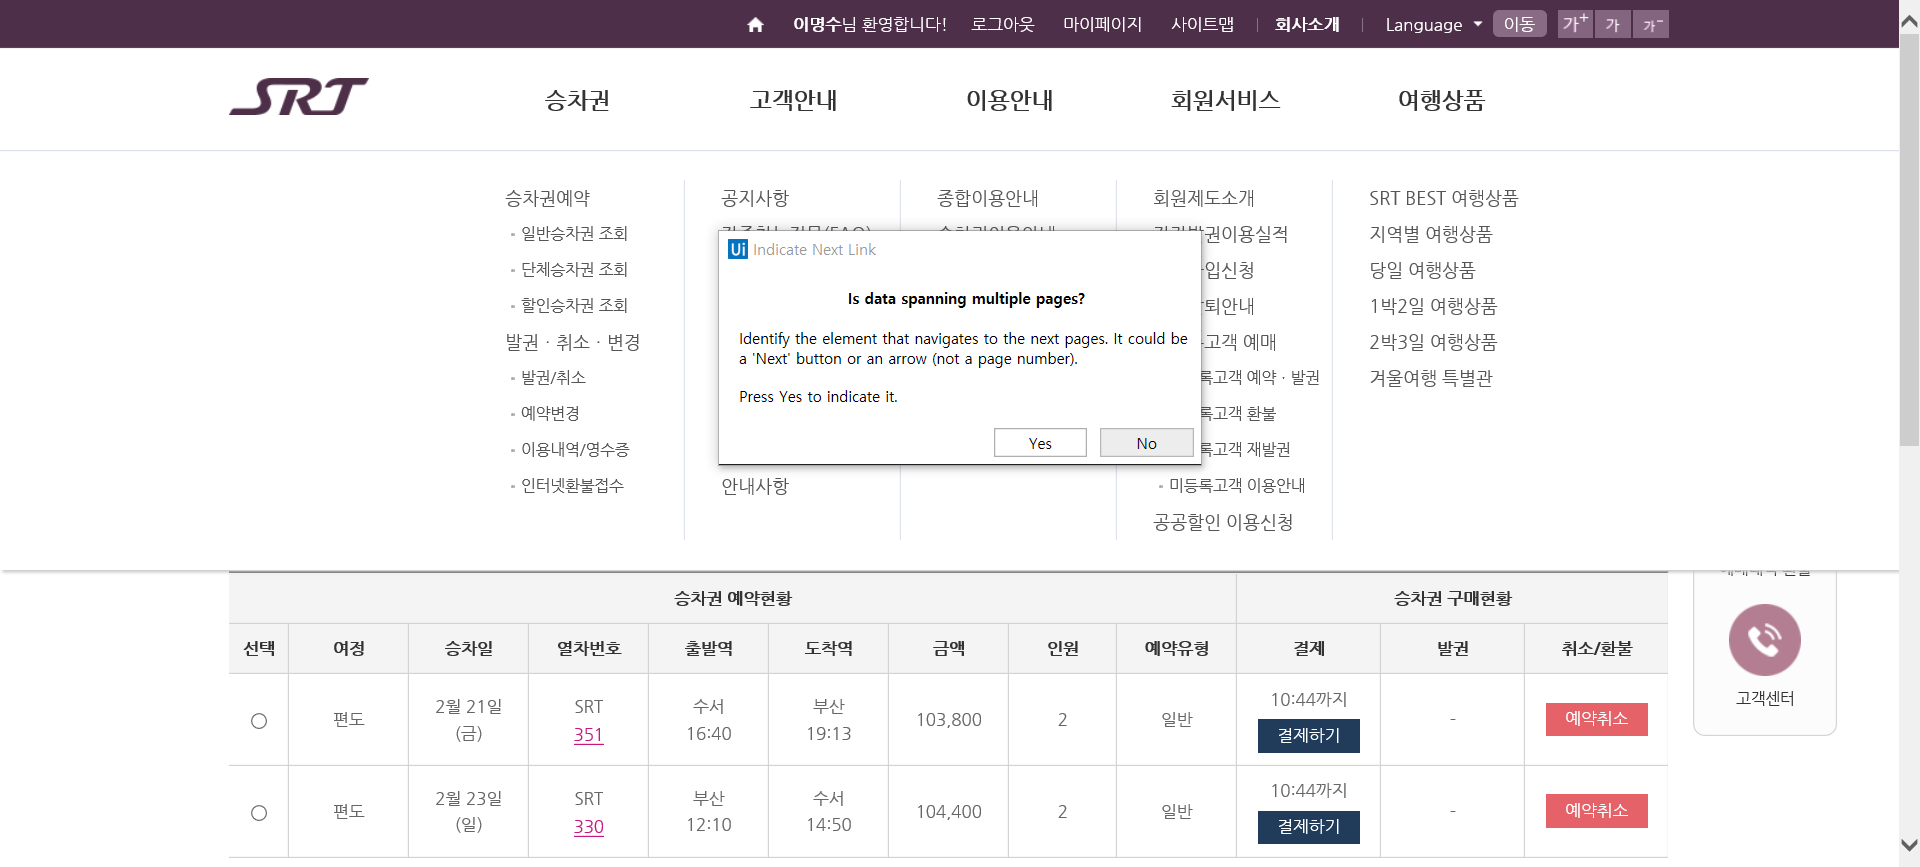 이명수님 환영합니다! 로그아웃 마이페이지 사이트맵 회사소개 Language 이동 가+ 가 가-
SRT 승차권 고객안내 이용안내 회원서비스 여행상품
승차권예약 공지사항 종합이용안내 회원제도소개 SRT BEST 여행상품
일반승차권 조회 이용실적 지역별 여행상품
단체승차권 조회 입신청 당일 여행상품
할인승차권 조회 퇴안내 1박2일 여행상품
발권 · 취소 · 변경 고객 예매 2박3일 여행상품
발권/취소 록고객 예약 · 발권 겨울여행 특별관
예약변경 록고객 환불
이용내역/영수증 록고객 재발권
인터넷환불접수 안내사항 미등록고객 이용안내
공공할인 이용신청
Ui Indicate Next Link
Is data spanning multiple pages?
Identify the element that navigates to the next pages. It could be
a 'Next' button or an arrow (not a page number).
Press Yes to indicate it.
Yes No
승차권 예약현황 승차권 구매현황
선택 여정 승차일 열차번호 출발역 도착역 금액 인원 예약유형 결제 발권 취소/환불
편도 2월 21일 (금) SRT 351 수서 16:40 부산 19:13 103,800 2 일반 10:44까지 결제하기 - 예약취소
편도 2월 23일 (일) SRT 330 부산 12:10 수서 14:50 104,400 2 일반 10:44까지 결제하기 - 예약취소
고객센터